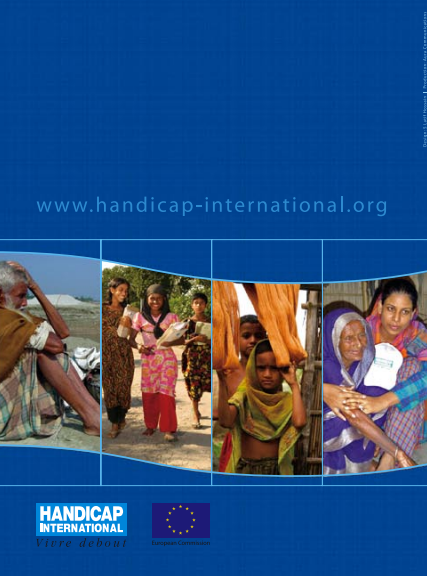 www.handicap-international.org
HANDICAP
INTERNATIONAL
Vivre debout
European Commission